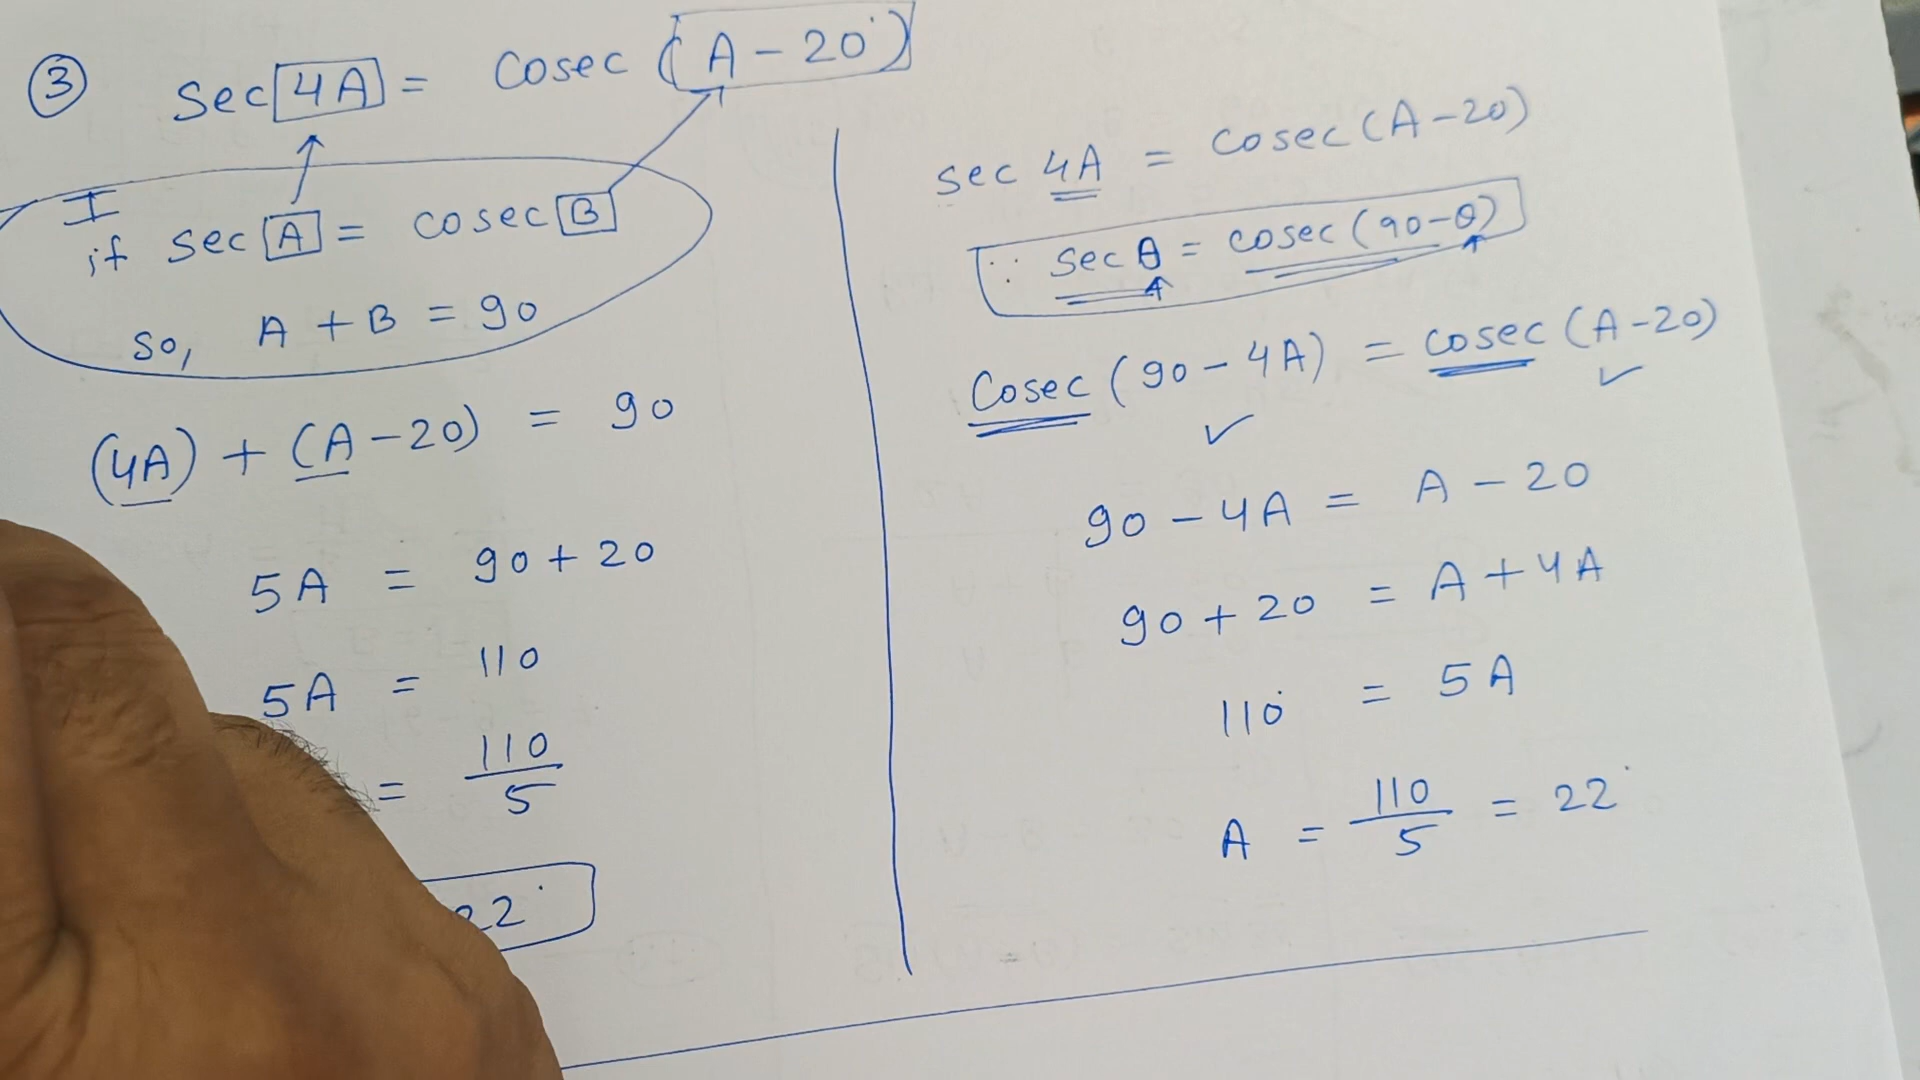 ③ Sec 4A = Cosec (A - 20°)
I
if sec A = cosec B
so, A + B = 90
(4A) + (A - 20) = 90
5A = 90 + 20
5A = 110
= 110/5
22°
sec 4A = cosec (A - 20)
∵ sec θ = cosec (90 - θ)
Cosec (90 - 4A) = cosec (A - 20)
✓ ✓
90 - 4A = A - 20
90 + 20 = A + 4A
110° = 5A
A = 110/5 = 22°